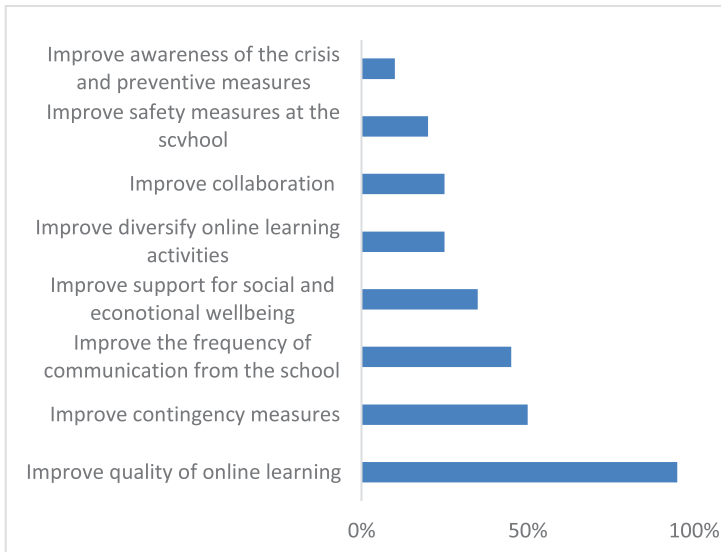 Improve awareness of the crisis
and preventive measures
Improve safety measures at the
scvhool
Improve collaboration
Improve diversify online learning
activities
Improve support for social and
econotional wellbeing
Improve the frequency of
communication from the school
Improve contingency measures
Improve quality of online learning
0% 50% 100%